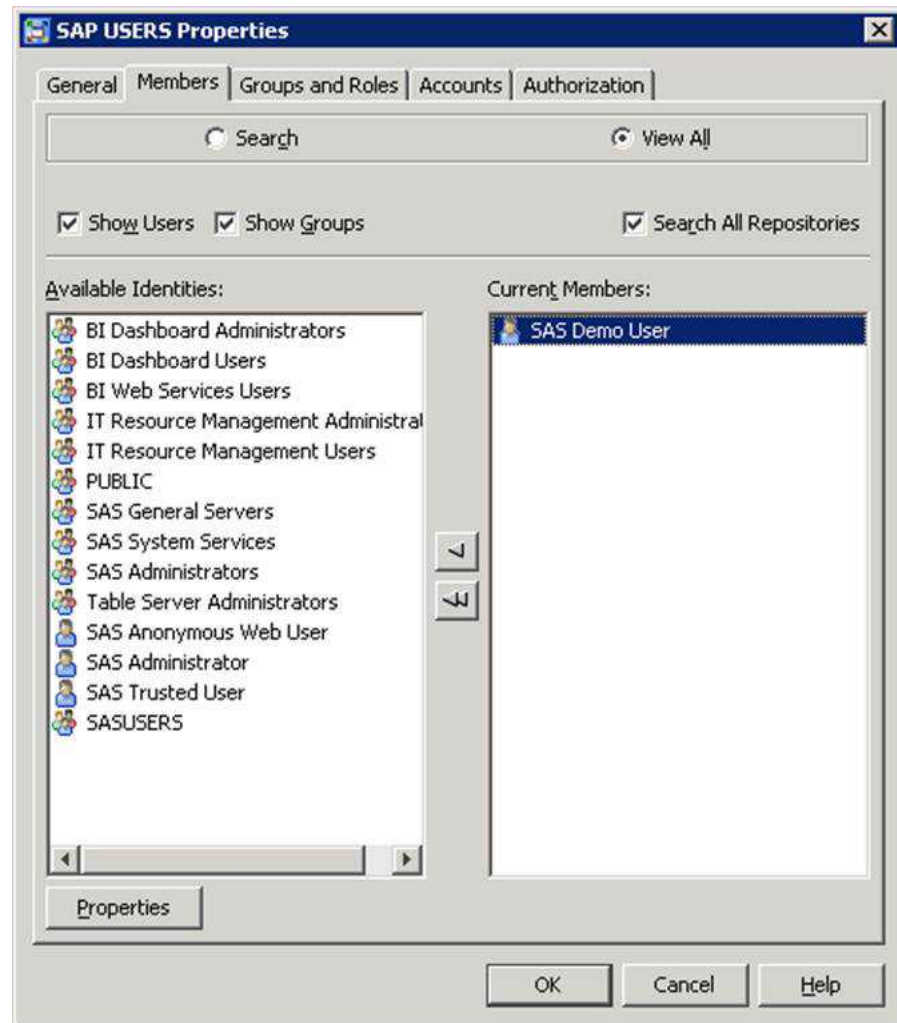 SAP USERS Properties
General Members Groups and Roles Accounts Authorization
Search View All
Show Users Show Groups Search All Repositories
Available Identities:
BI Dashboard Administrators
BI Dashboard Users
BI Web Services Users
IT Resource Management Administrat
IT Resource Management Users
PUBLIC
SAS General Servers
SAS System Services
SAS Administrators
Table Server Administrators
SAS Anonymous Web User
SAS Administrator
SAS Trusted User
SASUSERS
Current Members:
SAS Demo User
Properties
OK Cancel Help